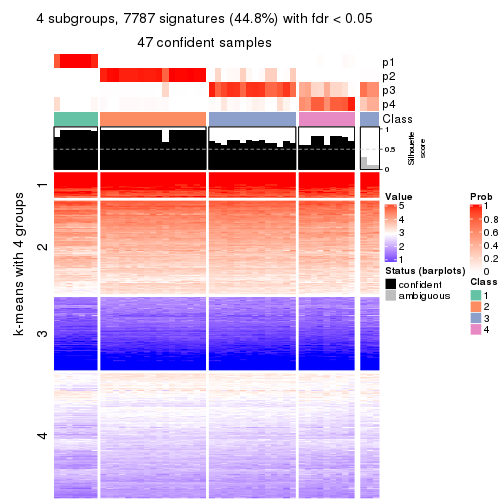 4 subgroups, 7787 signatures (44.8%) with fdr < 0.05
47 confident samples
p1
p2
p3
p4
Class
1
0.5
0
Silhouette
score
k-means with 4 groups
1
2
3
4
Value
5
4
3
2
1
Status (barplots)
confident
ambiguous
Prob
1
0.8
0.6
0.4
0.2
0
Class
1
2
3
4